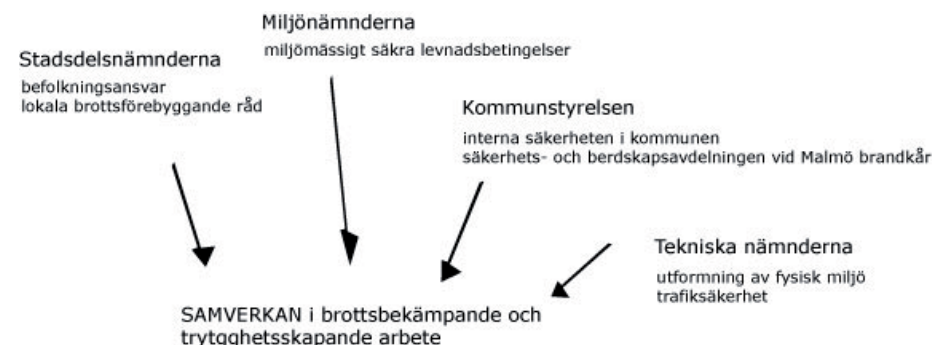 Miljönämnderna
miljömässigt säkra levnadsbetingelser
Stadsdelsnämnderna
befolkningsansvar
lokala brottsförebyggande råd
Kommunstyrelsen
interna säkerheten i kommunen
säkerhets- och berdskapsavdelningen vid Malmö brandkår
Tekniska nämnderna
utformning av fysisk miljö
trafiksäkerhet
SAMVERKAN i brottsbekämpande och
trytgghetsskapande arbete